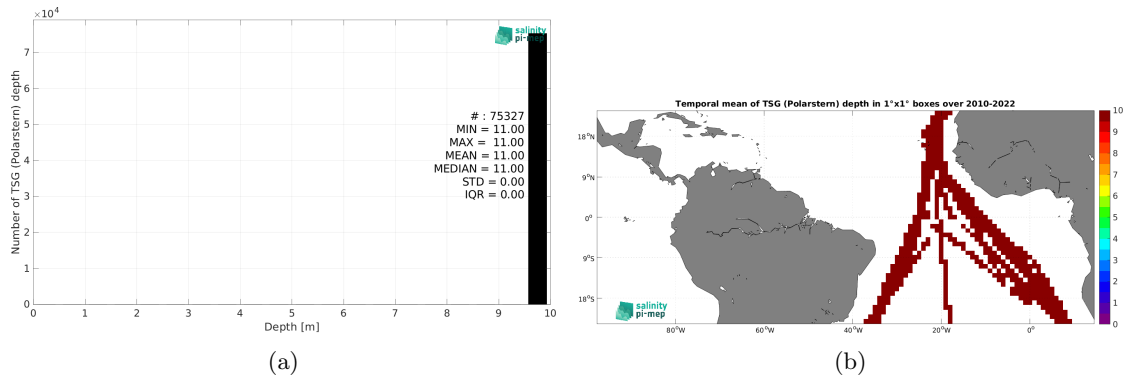 ×10⁴
salinity
pi-mep
7
6
5
4
3
2
1
0
Number of TSG (Polarstern) depth
# : 75327
MIN = 11.00
MAX = 11.00
MEAN = 11.00
MEDIAN = 11.00
STD = 0.00
IQR = 0.00
0 1 2 3 4 5 6 7 8 9 10
Depth [m]
(a)
Temporal mean of TSG (Polarstern) depth in 1°x1° boxes over 2010-2022
18°N
9°N
0°
9°S
18°S
80°W 60°W 40°W 20°W 0°
10
9
8
7
6
5
4
3
2
1
0
salinity
pi-mep
(b)